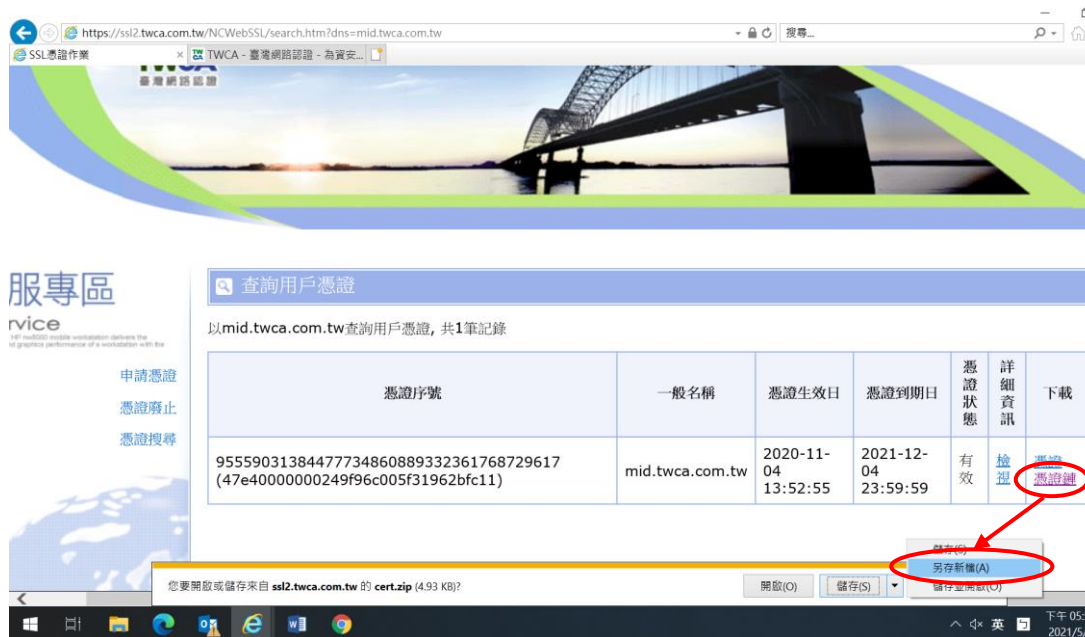 https://ssl2.twca.com.tw/NCWebSSL/search.htm?dns=mid.twca.com.tw
搜尋...
SSL憑證作業
TWCA - 臺灣網路認證 - 為資安...
臺灣網路認證
服專區
rvice
申請憑證
憑證廢止
憑證搜尋
查詢用戶憑證
以mid.twca.com.tw查詢用戶憑證, 共1筆記錄
憑證序號
一般名稱
憑證生效日
憑證到期日
憑證狀態
詳細資訊
下載
95559031384477734860889332361768729617
(47e40000000249f96c005f31962bfc11)
mid.twca.com.tw
2020-11-
04
13:52:55
2021-12-
04
23:59:59
有效
檢視
憑證
憑證鏈
儲存(S)
另存新檔(A)
儲存並開啟(O)
您要開啟或儲存來自 ssl2.twca.com.tw 的 cert.zip (4.93 KB)?
開啟(O)
儲存(S)
英
下午 05:
2021/5